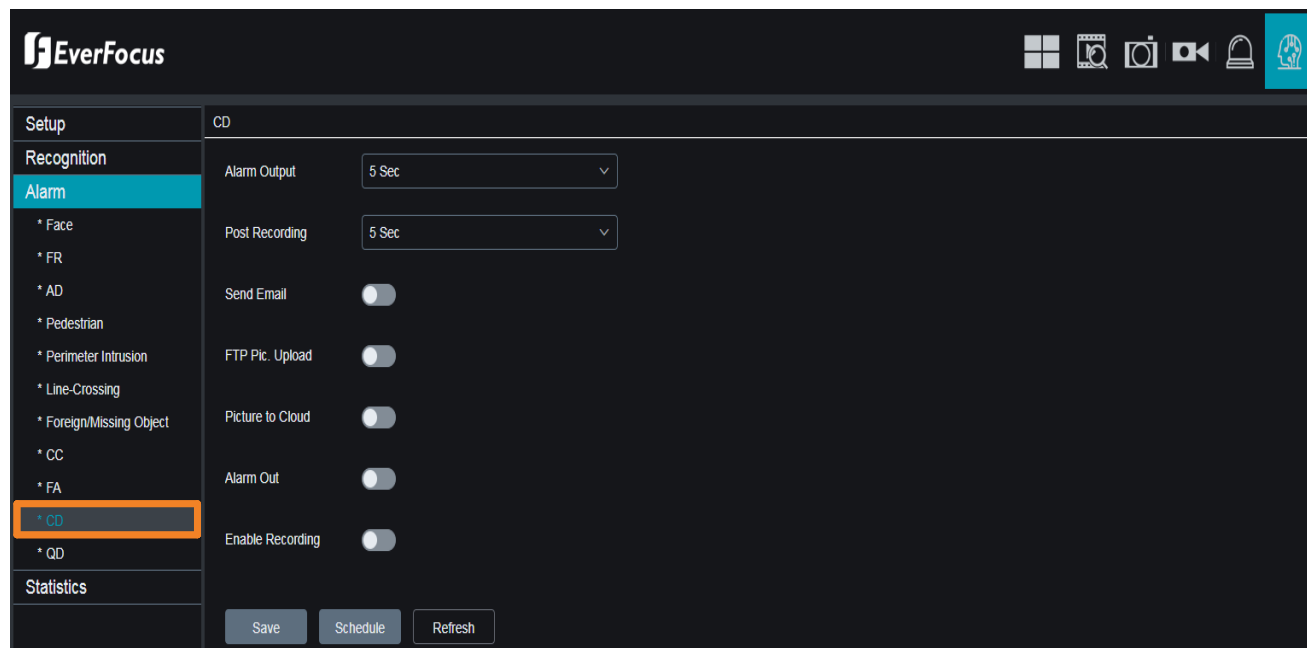 EverFocus
Setup
Recognition
Alarm
* Face
* FR
* AD
* Pedestrian
* Perimeter Intrusion
* Line-Crossing
* Foreign/Missing Object
* CC
* FA
* CD
* QD
Statistics
CD
Alarm Output 5 Sec
Post Recording 5 Sec
Send Email
FTP Pic. Upload
Picture to Cloud
Alarm Out
Enable Recording
Save Schedule Refresh